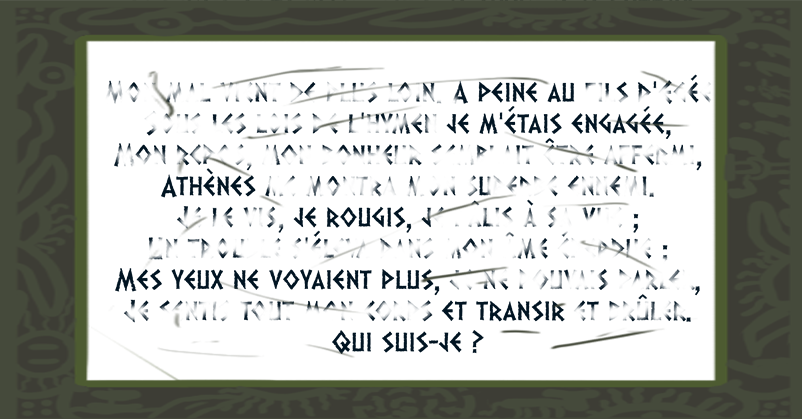 MON MAL VIENT DE PLUS LOIN. A PEINE AU FILS D'EGÉE
SOUS LES LOIS DE L'HYMEN JE M'ÉTAIS ENGAGÉE,
MON REPOS, MON BONHEUR SEMBLAIT ÊTRE AFFERMI,
ATHÈNES ME MONTRA MON SUPERBE ENNEMI.
JE LE VIS, JE ROUGIS, JE PÂLIS À SA VUE ;
UN TROUBLE S'ÉLEVA DANS MON ÂME ÉPERDUE ;
MES YEUX NE VOYAIENT PLUS, JE NE POUVAIS PARLER,
JE SENTIS TOUT MON CORPS ET TRANSIR ET BRÛLER.
QUI SUIS-JE ?